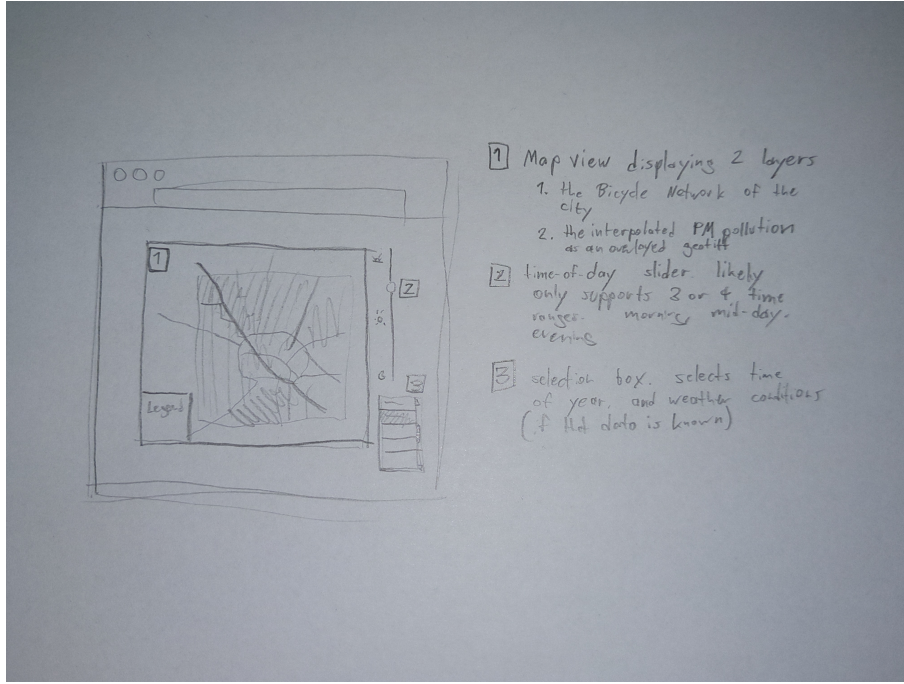 1
2
3
Legend
1 Map view displaying 2 layers
1. the Bicycle Network of the
city
2. the interpolated PM pollution
as an overlayed geotiff
2 time-of-day slider. likely
only supports 3 or 4 time
ranges. morning, mid-day.
evening
3 selection box. selects time
of year. and weather conditions
(if that data is known)